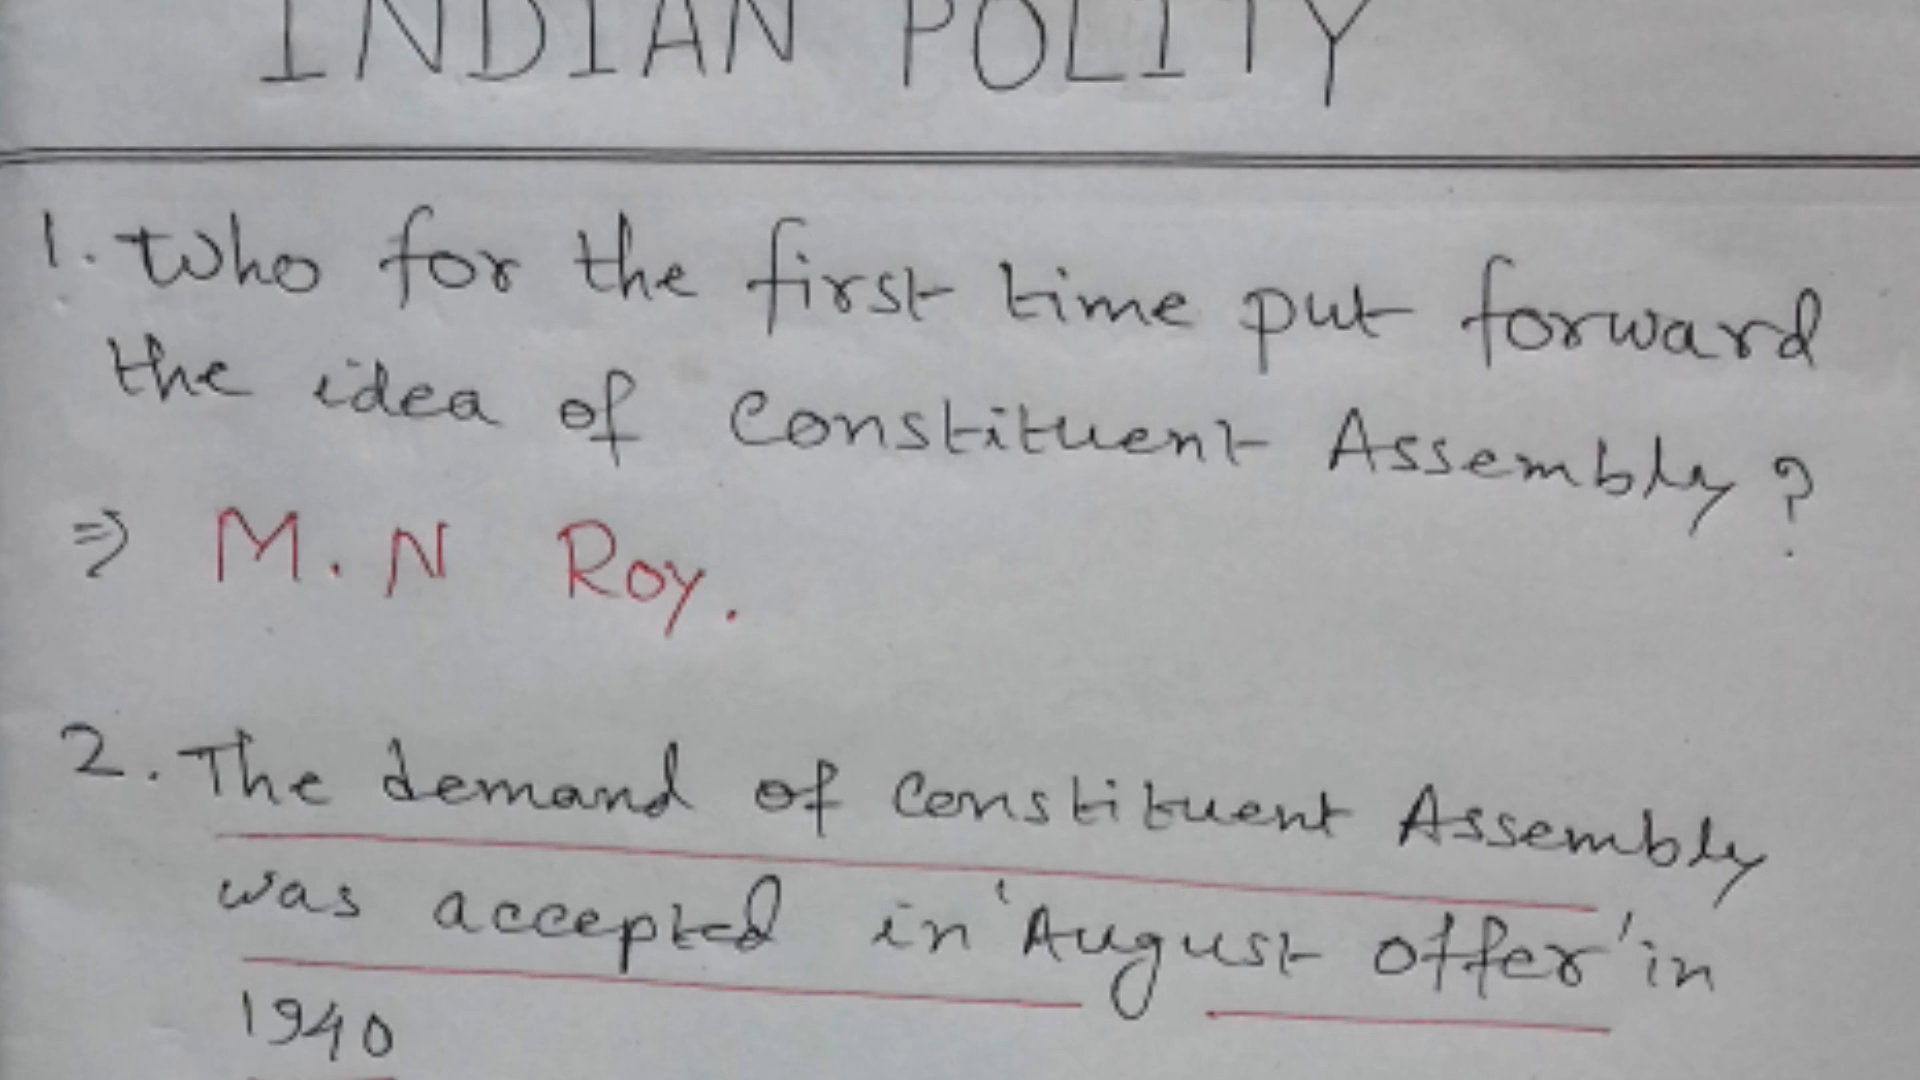 INDIAN POLITY
1. Who for the first time put forward
the idea of Constituent Assembly?
⇒ M.N Roy.
2. The demand of Constituent Assembly
was accepted in 'August offer' in
1940